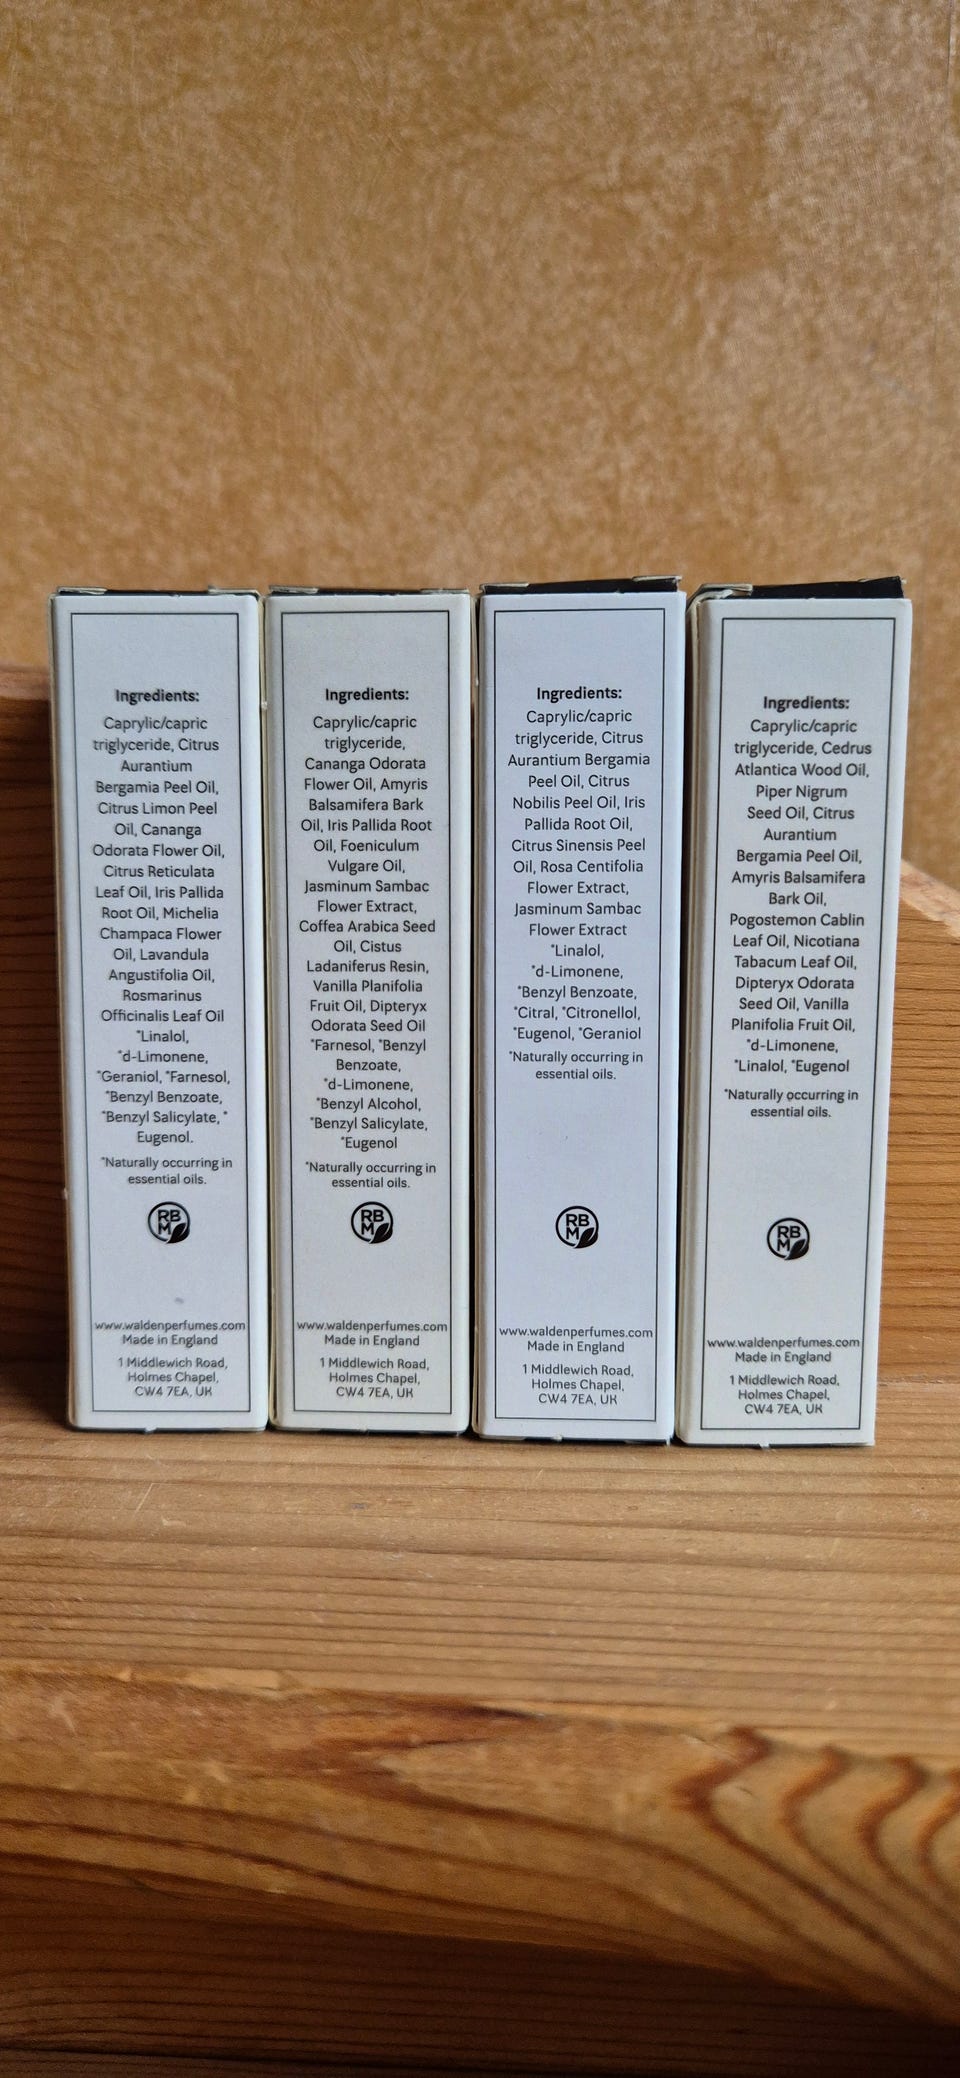 Ingredients:
Caprylic/capric
triglyceride, Citrus
Aurantium
Bergamia Peel Oil,
Citrus Limon Peel
Oil, Cananga
Odorata Flower Oil,
Citrus Reticulata
Leaf Oil, Iris Pallida
Root Oil, Michelia
Champaca Flower
Oil, Lavandula
Angustifolia Oil,
Rosmarinus
Officinalis Leaf Oil
*Linalol,
*d-Limonene,
*Geraniol, *Farnesol,
*Benzyl Benzoate,
*Benzyl Salicylate, *
Eugenol.
*Naturally occurring in
essential oils.
RB
M
www.waldenperfumes.com
Made in England
1 Middlewich Road,
Holmes Chapel,
CW4 7EA, UK
Ingredients:
Caprylic/capric
triglyceride,
Cananga Odorata
Flower Oil, Amyris
Balsamifera Bark
Oil, Iris Pallida Root
Oil, Foeniculum
Vulgare Oil,
Jasminum Sambac
Flower Extract,
Coffea Arabica Seed
Oil, Cistus
Ladaniferus Resin,
Vanilla Planifolia
Fruit Oil, Dipteryx
Odorata Seed Oil
*Farnesol, *Benzyl
Benzoate,
*d-Limonene,
*Benzyl Alcohol,
*Benzyl Salicylate,
*Eugenol
*Naturally occurring in
essential oils.
RB
M
www.waldenperfumes.com
Made in England
1 Middlewich Road,
Holmes Chapel,
CW4 7EA, UK
Ingredients:
Caprylic/capric
triglyceride, Citrus
Aurantium Bergamia
Peel Oil, Citrus
Nobilis Peel Oil, Iris
Pallida Root Oil,
Citrus Sinensis Peel
Oil, Rosa Centifolia
Flower Extract,
Jasminum Sambac
Flower Extract
*Linalol,
*d-Limonene,
*Benzyl Benzoate,
*Citral, *Citronellol,
*Eugenol, *Geraniol
*Naturally occurring in
essential oils.
RB
M
www.waldenperfumes.com
Made in England
1 Middlewich Road,
Holmes Chapel,
CW4 7EA, UK
Ingredients:
Caprylic/capric
triglyceride, Cedrus
Atlantica Wood Oil,
Piper Nigrum
Seed Oil, Citrus
Aurantium
Bergamia Peel Oil,
Amyris Balsamifera
Bark Oil,
Pogostemon Cablin
Leaf Oil, Nicotiana
Tabacum Leaf Oil,
Dipteryx Odorata
Seed Oil, Vanilla
Planifolia Fruit Oil,
*d-Limonene,
*Linalol, *Eugenol
*Naturally occurring in
essential oils.
RB
M
www.waldenperfumes.com
Made in England
1 Middlewich Road,
Holmes Chapel,
CW4 7EA, UK